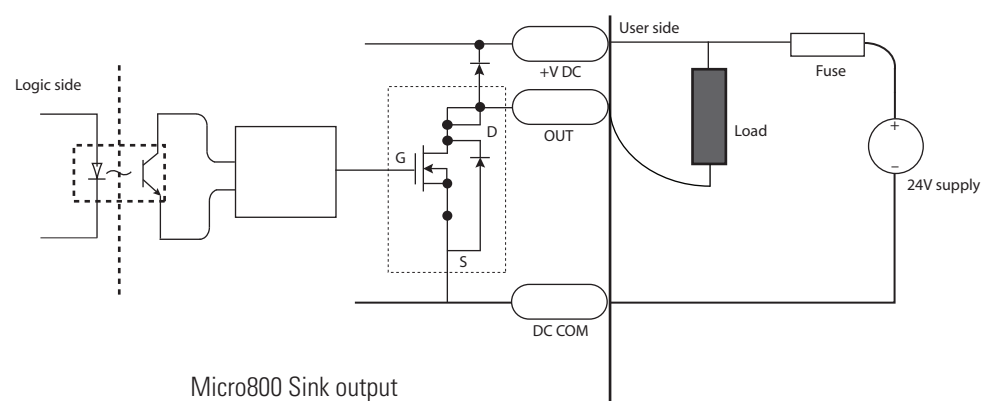 User side
+V DC
Fuse
Logic side
D
OUT
Load
G
+
−
24V supply
S
DC COM
Micro800 Sink output